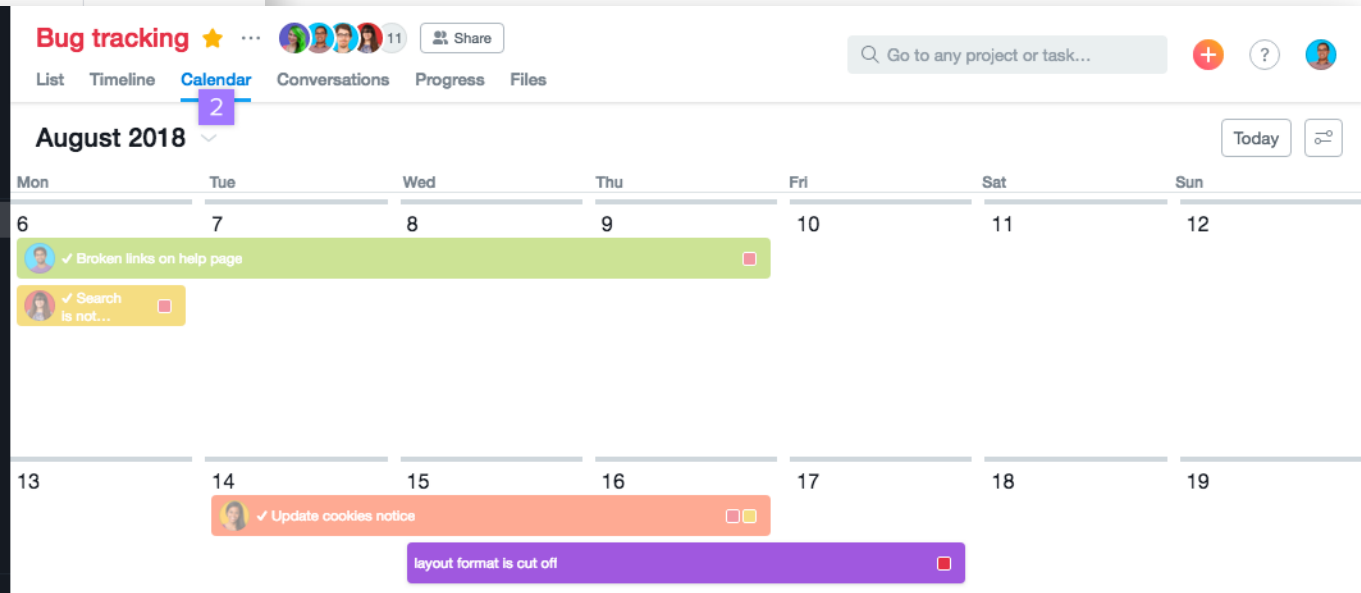 Bug tracking
11
Share
Go to any project or task...
+
?
List Timeline Calendar Conversations Progress Files
2
August 2018
Today
Mon Tue Wed Thu Fri Sat Sun
6 7 8 9 10 11 12
✓ Broken links on help page
✓ Search
is not...
13 14 15 16 17 18 19
✓ Update cookies notice
layout format is cut off